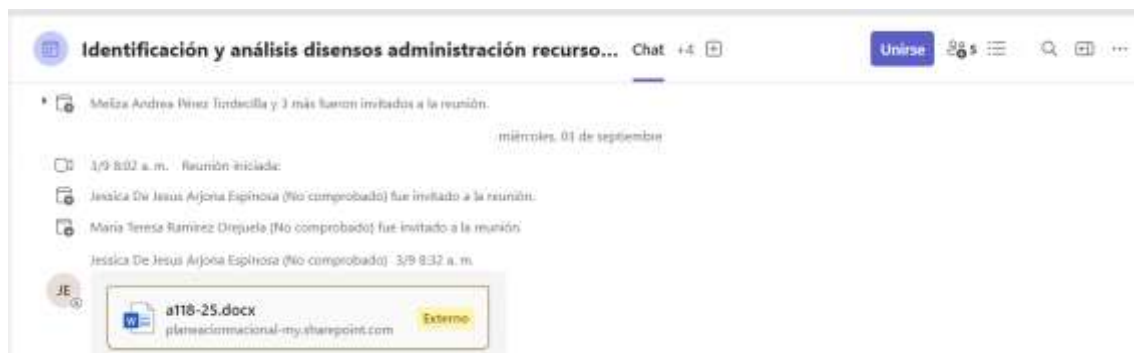 Identificación y análisis disensos administración recurso... Chat +4 Unirse 5
Meliza Andrea Pérez Tordecilla y 3 más fueron invitados a la reunión.
miércoles, 03 de septiembre
3/9 8:02 a. m. Reunión iniciada:
Jessica De Jesus Arjona Espinosa (No comprobado) fue invitado a la reunión.
Maria Teresa Ramirez Orejuela (No comprobado) fue invitado a la reunión.
Jessica De Jesus Arjona Espinosa (No comprobado) 3/9 8:32 a. m.
JE
a118-25.docx
Externo
planeacionnacional-my.sharepoint.com